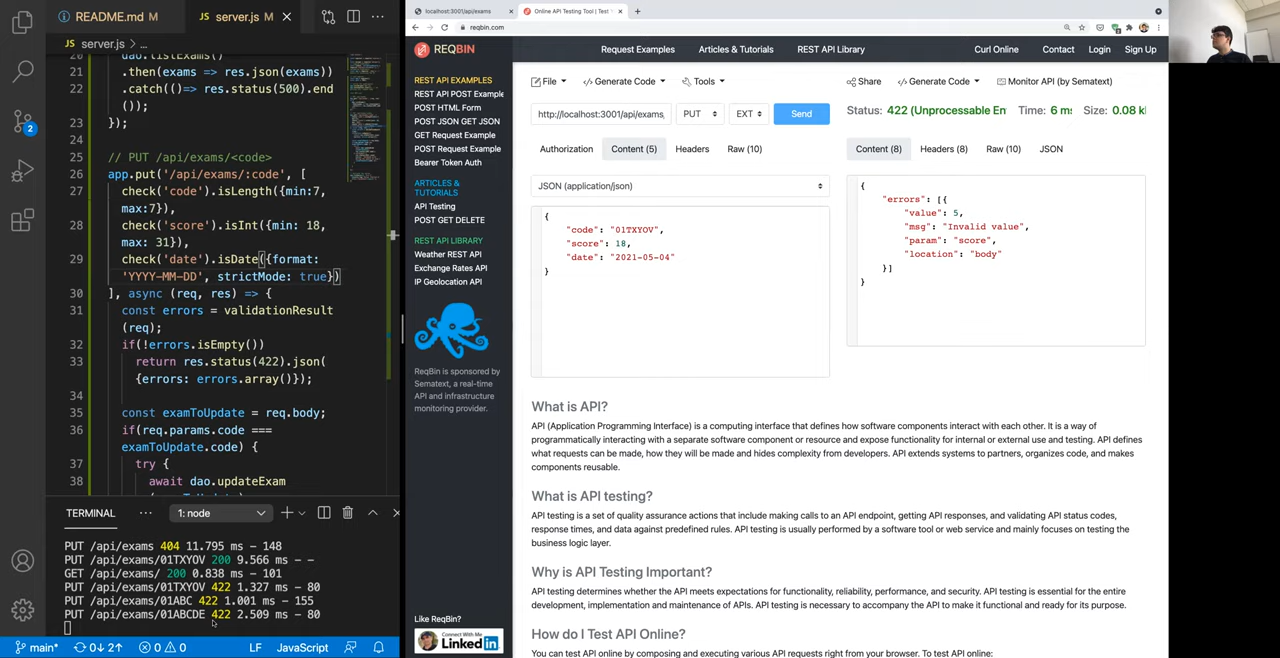 README.md M
server.js M
server.js > ...
dao.listExams()
21 .then(exams => res.json(exams))
22 .catch(()=> res.status(500).end
());
23 });
24
25 // PUT /api/exams/<code>
26 app.put('/api/exams/:code', [
27 check('code').isLength({min:7,
max:7}),
28 check('score').isInt({min: 18,
max: 31}),
29 check('date').isDate({format:
'YYYY-MM-DD', strictMode: true})
30 ], async (req, res) => {
31 const errors = validationResult
(req);
32 if(!errors.isEmpty())
33 return res.status(422).json(
{errors: errors.array()});
34
35 const examToUpdate = req.body;
36 if(req.params.code ===
examToUpdate.code) {
37 try {
38 await dao.updateExam
TERMINAL ... 1: node
PUT /api/exams 404 11.795 ms - 148
PUT /api/exams/01TXYOV 200 9.566 ms - -
GET /api/exams/ 200 0.838 ms - 101
PUT /api/exams/01TXYOV 422 1.327 ms - 80
PUT /api/exams/01ABC 422 1.001 ms - 155
PUT /api/exams/01ABCDE 422 2.509 ms - 80
2
main* 0↓ 2↑ 0 0 LF JavaScript
localhost:3001/api/exams
Online API Testing Tool | Test
reqbin.com
REQBIN
Request Examples Articles & Tutorials REST API Library Curl Online Contact Login Sign Up
REST API EXAMPLES
REST API POST Example
POST HTML Form
POST JSON GET JSON
GET Request Example
POST Request Example
Bearer Token Auth
ARTICLES &
TUTORIALS
API Testing
POST GET DELETE
REST API LIBRARY
Weather REST API
Exchange Rates API
IP Geolocation API
ReqBin is sponsored by
Sematext, a real-time
API and infrastructure
monitoring provider.
Like ReqBin?
Connect With Me
LinkedIn
File Generate Code Tools
http://localhost:3001/api/exams, PUT EXT Send
Authorization Content (5) Headers Raw (10)
JSON (application/json)
{
"code": "01TXYOV",
"score": 18,
"date": "2021-05-04"
}
Share Generate Code Monitor API (by Sematext)
Status: 422 (Unprocessable En Time: 6 ms Size: 0.08 k
Content (8) Headers (8) Raw (10) JSON
{
"errors": [{
"value": 5,
"msg": "Invalid value",
"param": "score",
"location": "body"
}]
}
What is API?
API (Application Programming Interface) is a computing interface that defines how software components interact with each other. It is a way of
programmatically interacting with a separate software component or resource and expose functionality for internal or external use and testing. API defines
what requests can be made, how they will be made and hides complexity from developers. API extends systems to partners, organizes code, and makes
components reusable.
What is API testing?
API testing is a set of quality assurance actions that include making calls to an API endpoint, getting API responses, and validating API status codes,
response times, and data against predefined rules. API testing is usually performed by a software tool or web service and mainly focuses on testing the
business logic layer.
Why is API Testing Important?
API testing determines whether the API meets expectations for functionality, reliability, performance, and security. API testing is essential for the entire
development, implementation and maintenance of APIs. API testing is necessary to accompany the API to make it functional and ready for its purpose.
How do I Test API Online?
You can test API online by composing and executing various API requests right from your browser. To test API online: